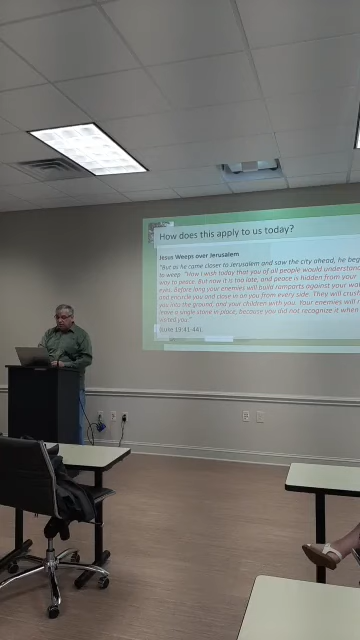 How does this apply to us today?
Jesus Weeps over Jerusalem
"But as he came closer to Jerusalem and saw the city ahead, he beg
to weep. "How I wish today that you of all people would understand
way to peace. But now it is too late, and peace is hidden from your
eyes. Before long your enemies will build ramparts against your wal
and encircle you and close in on you from every side. They will crush
you into the ground, and your children with you. Your enemies will
leave a single stone in place, because you did not recognize it when
visited you."
(Luke 19:41-44).